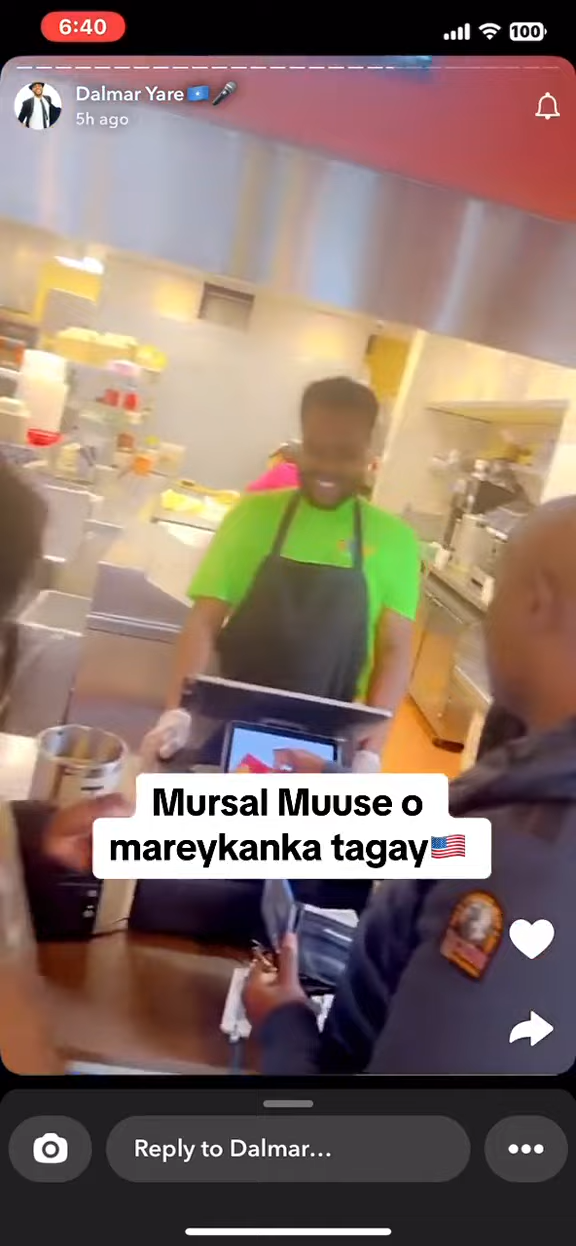 6:40
100
Dalmar Yare🇸🇴🎤
5h ago
Mursal Muuse o
mareykanka tagay🇺🇸
Reply to Dalmar...